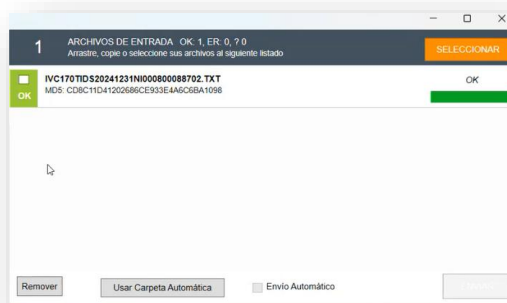 1
ARCHIVOS DE ENTRADA OK: 1, ER: 0, ? 0
Arrastre, copie o seleccione sus archivos al siguiente listado
SELECCIONAR
OK
IVC170TIDS20241231NI000800088702.TXT
MD5: CD8C11D41202686CE933E4A6C6BA1098
OK
Remover
Usar Carpeta Automática
Envío Automático